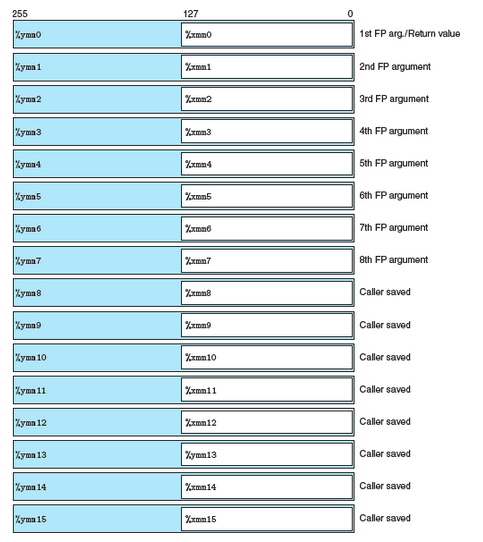 255 127 0
%ymm0 %xmm0 1st FP arg./Return value
%ymm1 %xmm1 2nd FP argument
%ymm2 %xmm2 3rd FP argument
%ymm3 %xmm3 4th FP argument
%ymm4 %xmm4 5th FP argument
%ymm5 %xmm5 6th FP argument
%ymm6 %xmm6 7th FP argument
%ymm7 %xmm7 8th FP argument
%ymm8 %xmm8 Caller saved
%ymm9 %xmm9 Caller saved
%ymm10 %xmm10 Caller saved
%ymm11 %xmm11 Caller saved
%ymm12 %xmm12 Caller saved
%ymm13 %ymm13 Caller saved
%ymm14 %xmm14 Caller saved
%ymm15 %xmm15 Caller saved